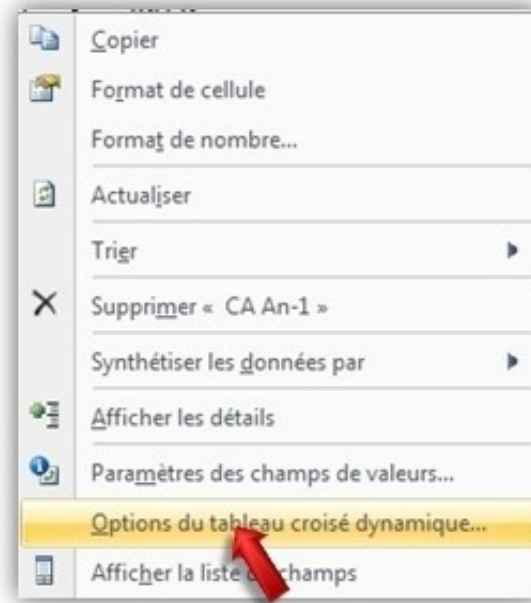 Copier
Format de cellule
Format de nombre...
Actualiser
Trier
Supprimer « CA An-1 »
Synthétiser les données par
Afficher les détails
Paramètres des champs de valeurs...
Options du tableau croisé dynamique...
Afficher la liste champs